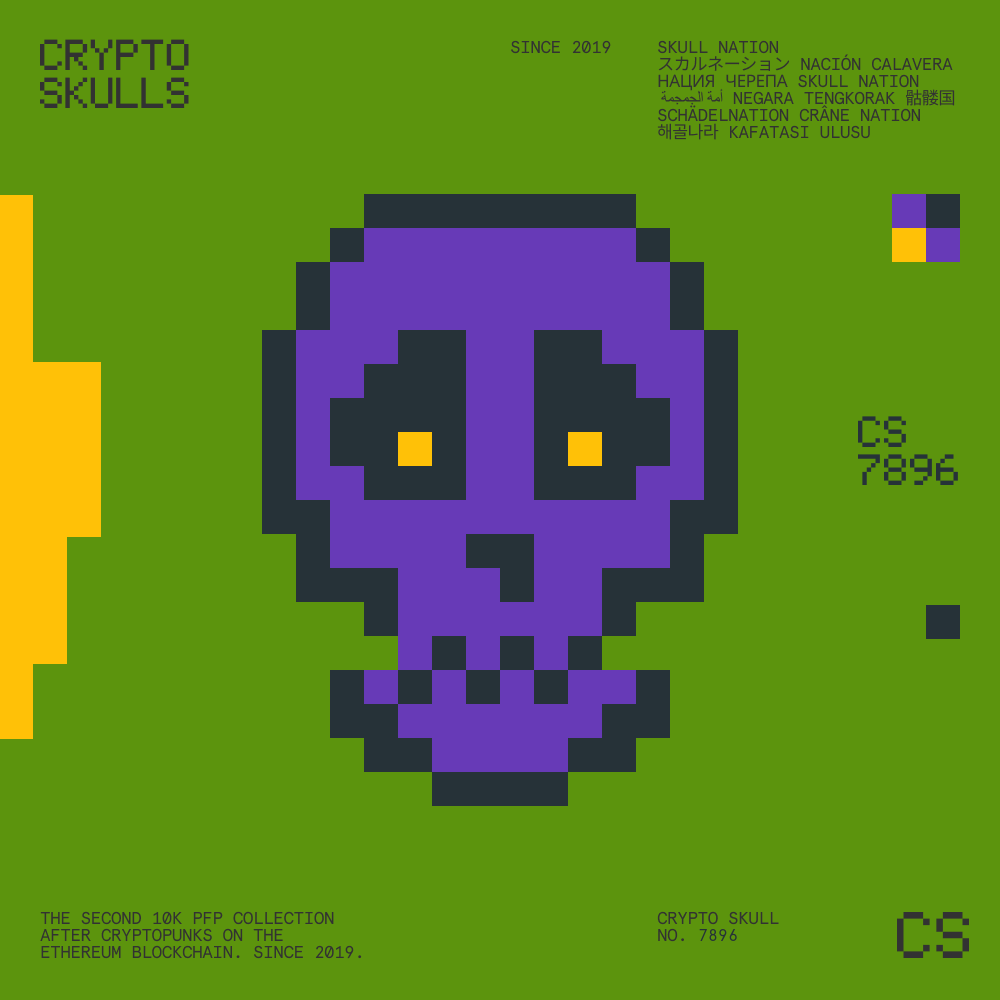 CRYPTO
SKULLS
SINCE 2019
SKULL NATION
スカルネーション NACIÓN CALAVERA
НАЦИЯ ЧЕРЕПА SKULL NATION
أمة الجمجمة NEGARA TENGKORAK 骷髅国
SCHÄDELNATION CRÂNE NATION
해골나라 KAFATASI ULUSU
CS
7896
THE SECOND 10K PFP COLLECTION
AFTER CRYPTOPUNKS ON THE
ETHEREUM BLOCKCHAIN. SINCE 2019.
CRYPTO SKULL
NO. 7896
CS